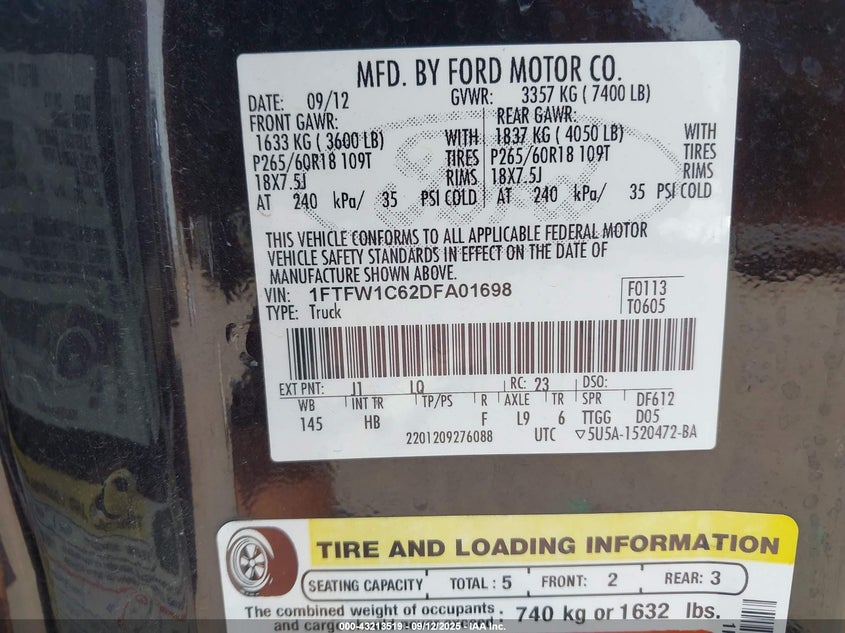 MFD. BY FORD MOTOR CO.
DATE: 09/12 GVWR: 3357 KG ( 7400 LB)
FRONT GAWR: REAR GAWR:
1633 KG ( 3600 LB) WITH 1837 KG ( 4050 LB) WITH
P265/60R18 109T TIRES P265/60R18 109T TIRES
18X7.5J RIMS 18X7.5J RIMS
AT 240 kPa/ 35 PSI COLD AT 240 kPa/ 35 PSI COLD
THIS VEHICLE CONFORMS TO ALL APPLICABLE FEDERAL MOTOR
VEHICLE SAFETY STANDARDS IN EFFECT ON THE DATE OF
MANUFACTURE SHOWN ABOVE.
VIN: 1FTFW1C62DFA01698 F0113
TYPE: Truck T0605
EXT PNT: J1 LQ RC: 23 DSO:
WB INT TR TP/PS R AXLE TR SPR DF612
145 HB F L9 6 TTGG D05
2201209276088 UTC ▽5U5A-1520472-BA
TIRE AND LOADING INFORMATION
SEATING CAPACITY TOTAL : 5 FRONT: 2 REAR: 3
The combined weight of occupants
740 kg or 1632 lbs.
000-43213519 - 09/12/2025 - IAA Inc.